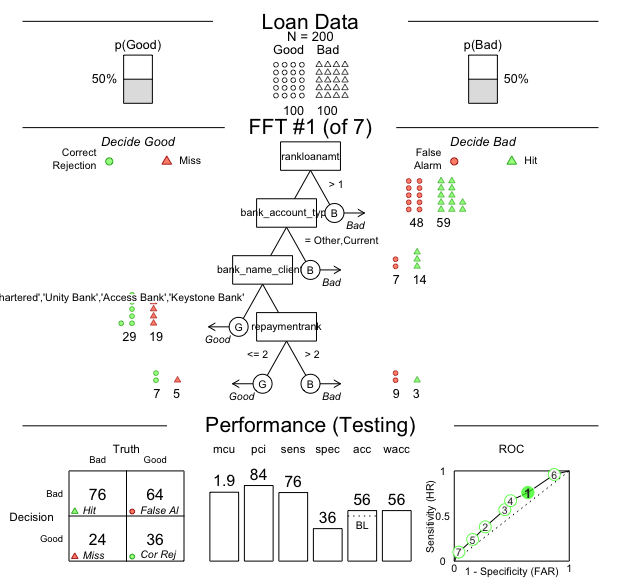 Loan Data
N = 200
p(Good)
Good Bad
p(Bad)
50%
50%
100 100
FFT #1 (of 7)
Decide Good
Decide Bad
Correct Rejection
Miss
False Alarm
Hit
rankloanamt
> 1
B
Bad
48 59
bank_account_typ
= Other,Current
B
Bad
7 14
bank_name_clien
hartered','Unity Bank','Access Bank','Keystone Bank'
G
Good
29 19
repaymentrank
<= 2
> 2
G
Good
B
Bad
7 5
9 3
Performance (Testing)
Truth
Bad Good
Decision
Bad
76
Hit
64
False Al
Good
24
Miss
36
Cor Rej
mcu pci sens spec acc wacc
1.9 84 76 36 56 56
BL
ROC
Sensitivity (HR)
1
0.5
0
0 1
1 - Specificity (FAR)
6
1
4
3
2
5
7